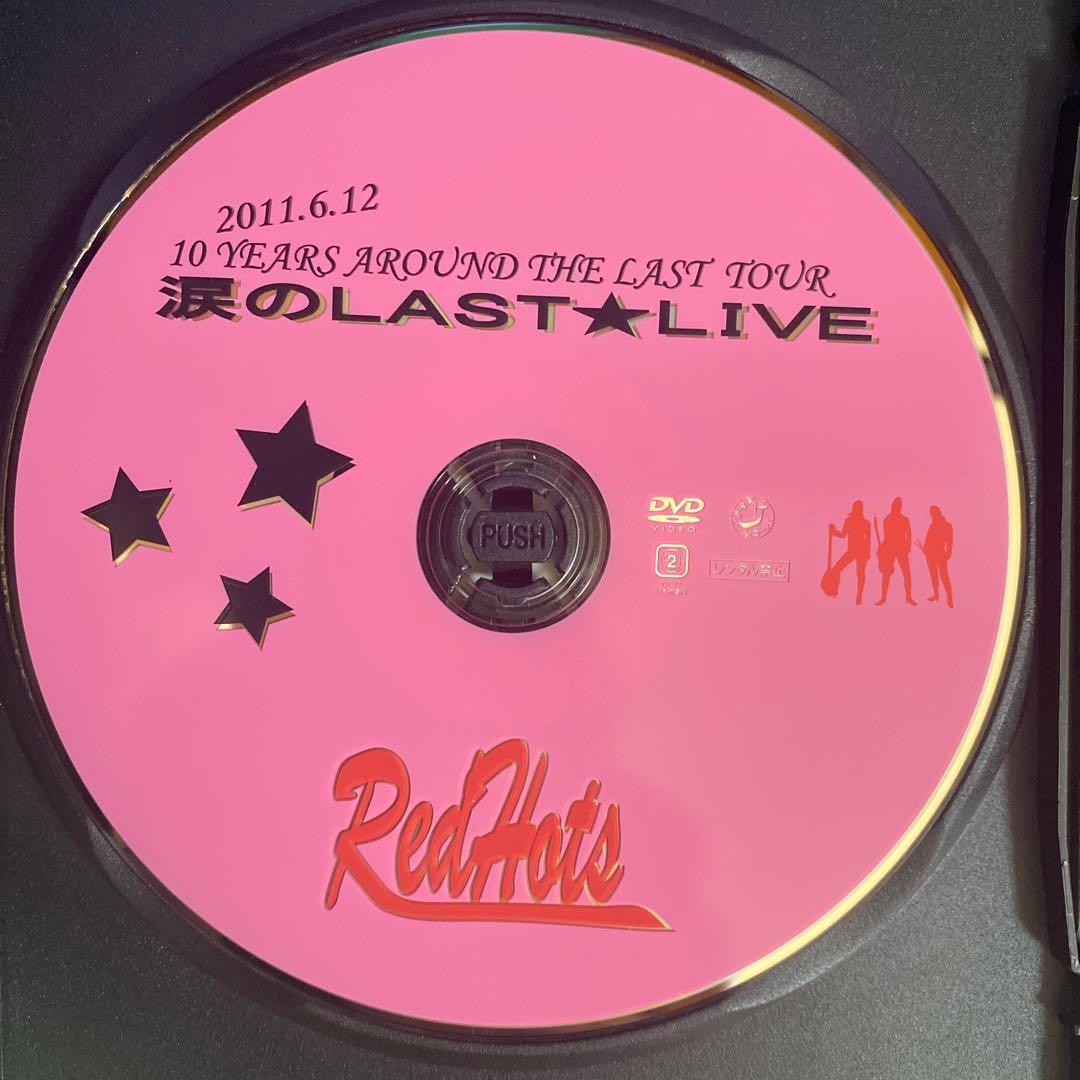 2011.6.12
10 YEARS AROUND THE LAST TOUR
涙のLAST★LIVE
PUSH
DVD
VIDEO
2
レンタル禁止
RedHots